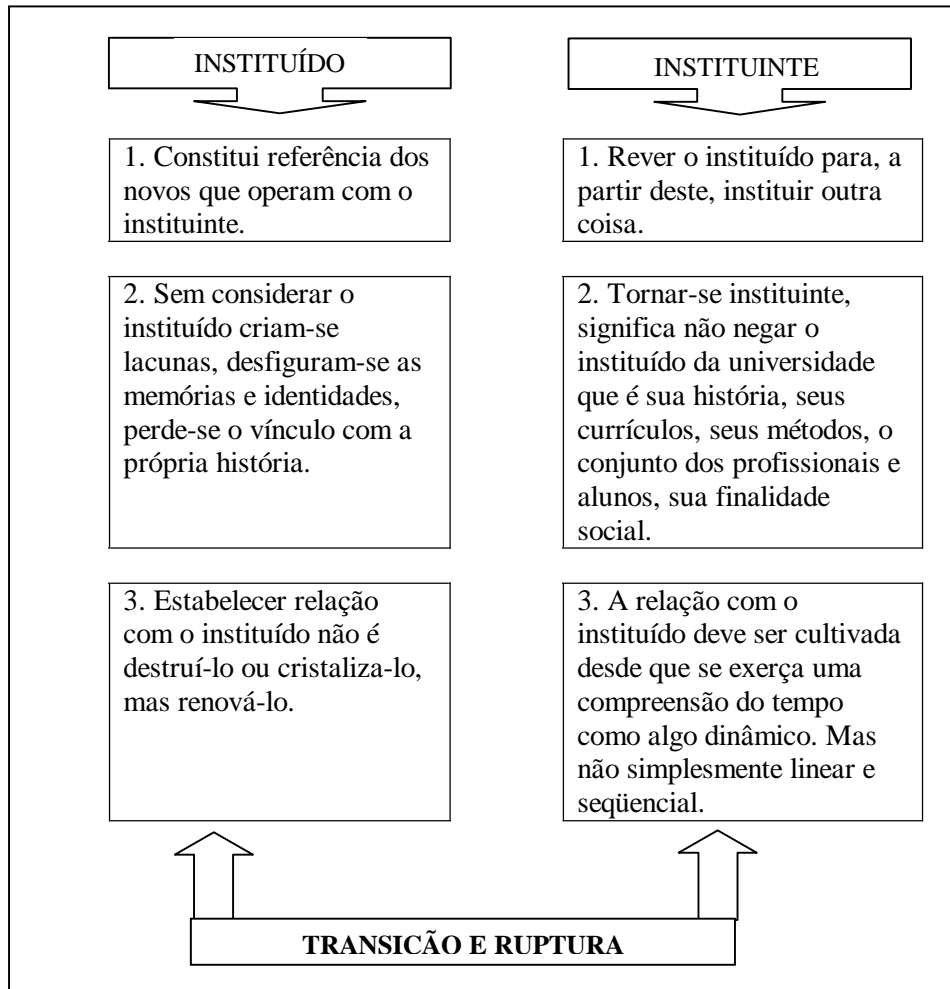 INSTITUÍDO
1. Constitui referência dos
novos que operam com o
instituinte.
2. Sem considerar o
instituído criam-se
lacunas, desfiguram-se as
memórias e identidades,
perde-se o vínculo com a
própria história.
3. Estabelecer relação
com o instituído não é
destruí-lo ou cristaliza-lo,
mas renová-lo.
INSTITUINTE
1. Rever o instituído para, a
partir deste, instituir outra
coisa.
2. Tornar-se instituinte,
significa não negar o
instituído da universidade
que é sua história, seus
currículos, seus métodos, o
conjunto dos profissionais e
alunos, sua finalidade
social.
3. A relação com o
instituído deve ser cultivada
desde que se exerça uma
compreensão do tempo
como algo dinâmico. Mas
não simplesmente linear e
seqüencial.
TRANSICÃO E RUPTURA